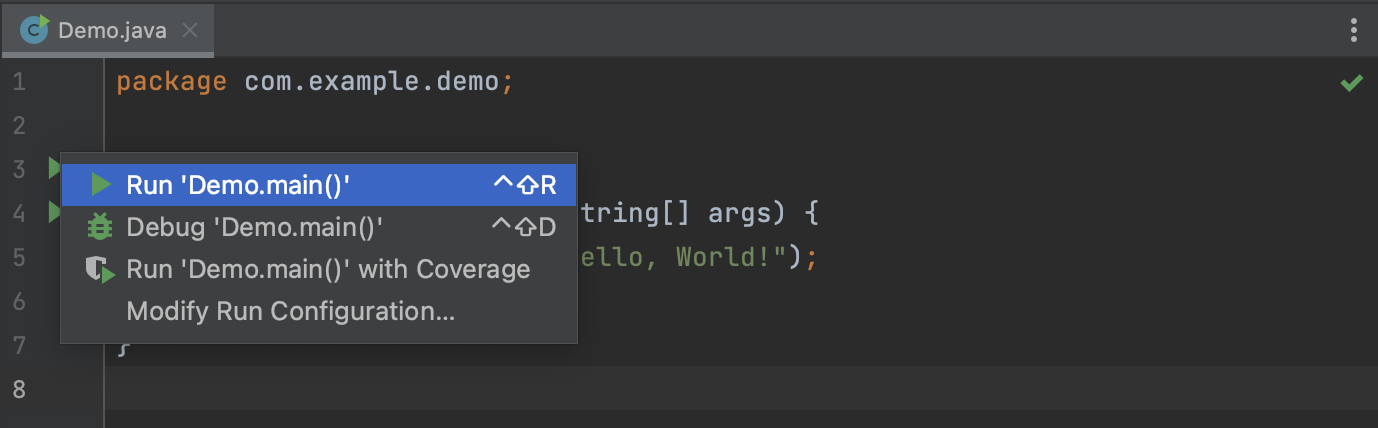 Demo.java
1 package com.example.demo;
2
3
Run 'Demo.main()' ^⇧R
4 tring[] args) {
Debug 'Demo.main()' ^⇧D
5 ello, World!");
Run 'Demo.main()' with Coverage
6
Modify Run Configuration...
7 }
8